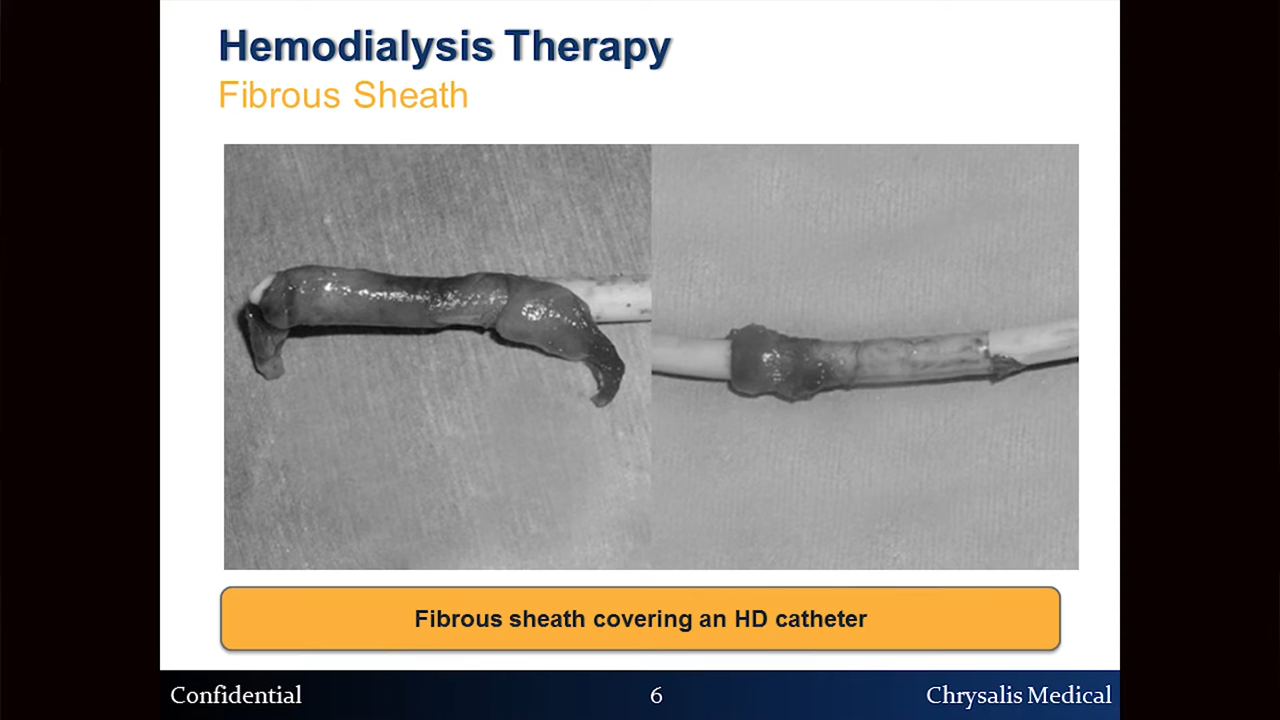 Hemodialysis Therapy
Fibrous Sheath
Fibrous sheath covering an HD catheter
Confidential
6
Chrysalis Medical